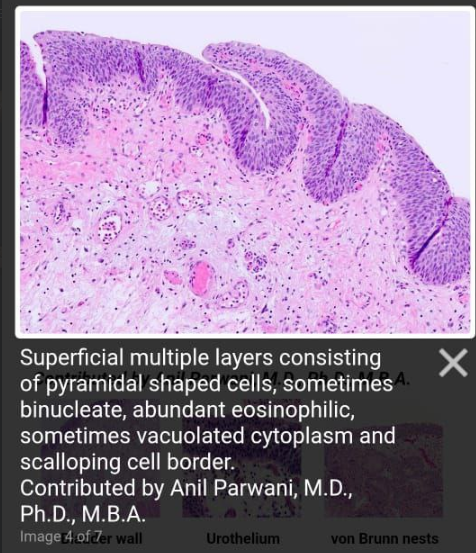 Superficial multiple layers consisting
of pyramidal shaped cells, sometimes
binucleate, abundant eosinophilic,
sometimes vacuolated cytoplasm and
scalloping cell border.
Contributed by Anil Parwani, M.D.,
Ph.D., M.B.A.
Image 4 of 7
Bladder wall
Urothelium
von Brunn nests